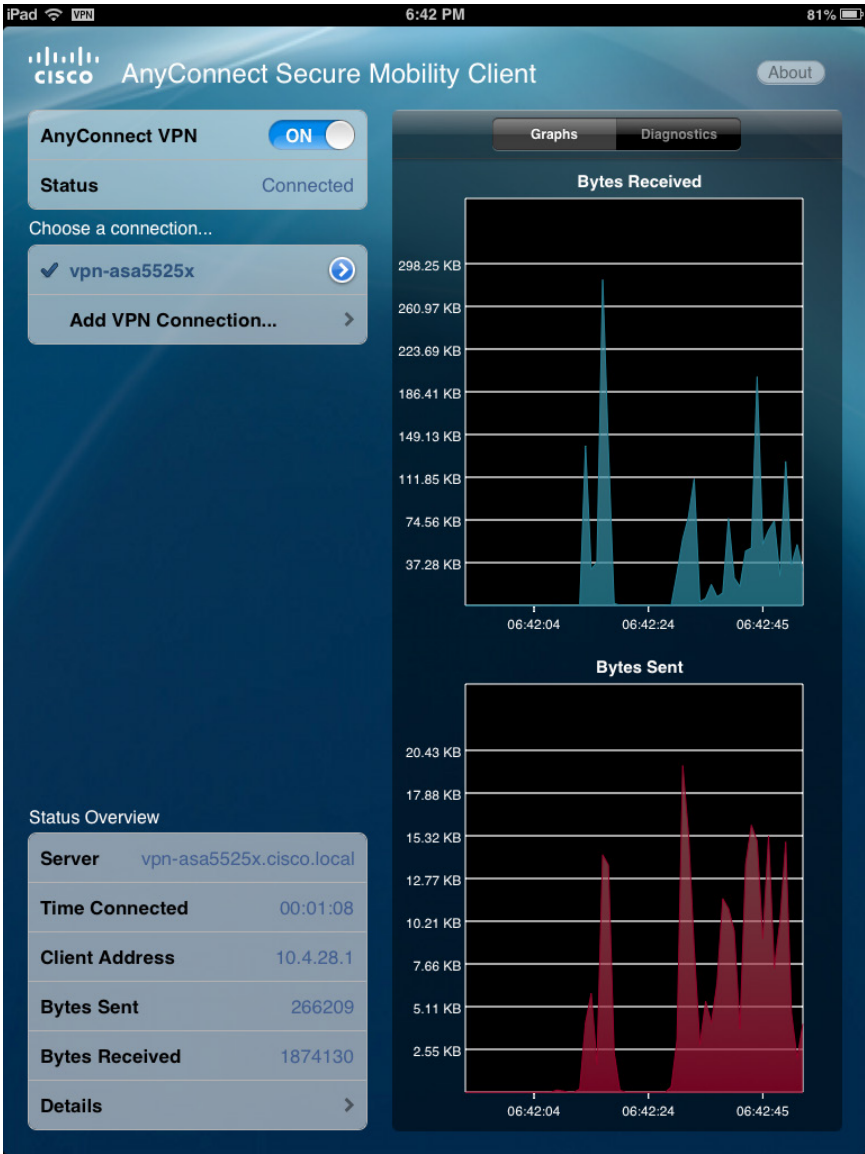 iPad VPN 6:42 PM 81%
CISCO AnyConnect Secure Mobility Client About
AnyConnect VPN ON
Status Connected
Choose a connection...
vpn-asa5525x
Add VPN Connection...
Status Overview
Server vpn-asa5525x.cisco.local
Time Connected 00:01:08
Client Address 10.4.28.1
Bytes Sent 266209
Bytes Received 1874130
Details
Graphs Diagnostics
Bytes Received
298.25 KB
260.97 KB
223.69 KB
186.41 KB
149.13 KB
111.85 KB
74.56 KB
37.28 KB
06:42:04 06:42:24 06:42:45
Bytes Sent
20.43 KB
17.88 KB
15.32 KB
12.77 KB
10.21 KB
7.66 KB
5.11 KB
2.55 KB
06:42:04 06:42:24 06:42:45